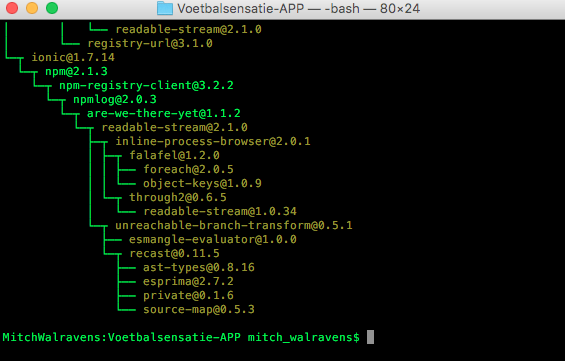 Voetbalsensatie-APP — -bash — 80×24
│       │   └── readable-stream@2.1.0
│       └── registry-url@3.1.0
└─┬ ionic@1.7.14
  └─┬ npm@2.1.3
    └─┬ npm-registry-client@3.2.2
      └─┬ npmlog@2.0.3
        └─┬ are-we-there-yet@1.1.2
          └─┬ readable-stream@2.1.0
            ├─┬ inline-process-browser@2.0.1
            │ ├─┬ falafel@1.2.0
            │ │ ├── foreach@2.0.5
            │ │ └── object-keys@1.0.9
            │ └─┬ through2@0.6.5
            │   └── readable-stream@1.0.34
            └─┬ unreachable-branch-transform@0.5.1
              ├── esmangle-evaluator@1.0.0
              └─┬ recast@0.11.5
                ├── ast-types@0.8.16
                ├── esprima@2.7.2
                ├── private@0.1.6
                └── source-map@0.5.3
MitchWalravens:Voetbalsensatie-APP mitch_walravens$